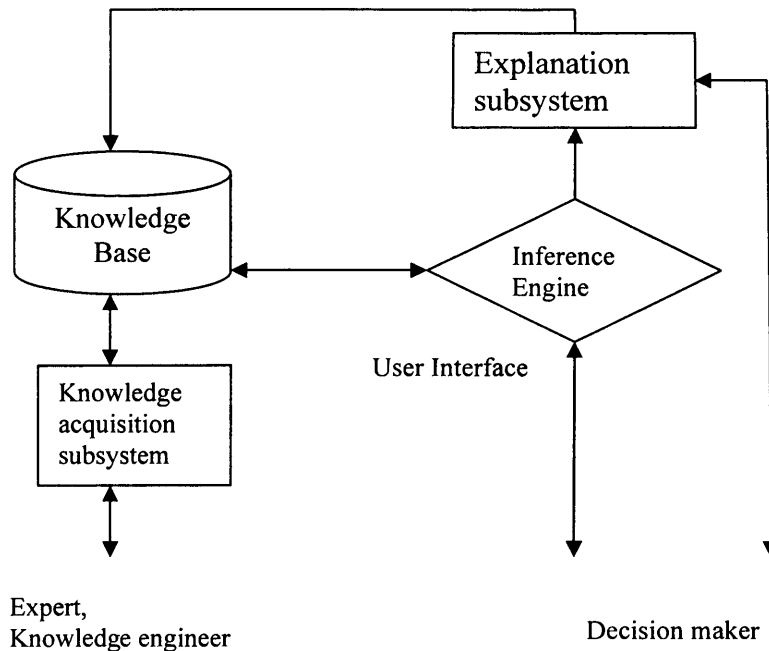 Explanation
subsystem
Knowledge
Base
Inference
Engine
User Interface
Knowledge
acquisition
subsystem
Expert,
Knowledge engineer
Decision maker